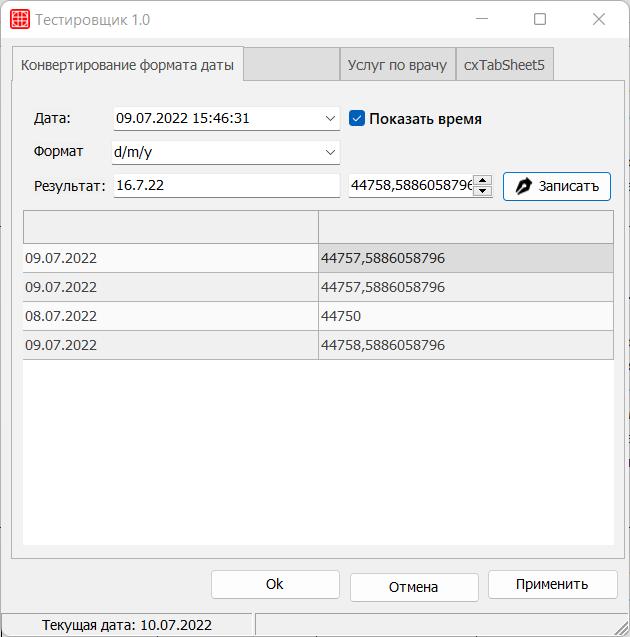 Тестировщик 1.0
Конвертирование формата даты
Услуг по врачу
cxTabSheet5
Дата:
09.07.2022 15:46:31
Показать время
Формат
d/m/y
Результат:
16.7.22
44758,5886058796
Записатъ
09.07.2022
44757,5886058796
09.07.2022
44757,5886058796
08.07.2022
44750
09.07.2022
44758,5886058796
Ok
Отмена
Применить
Текущая дата: 10.07.2022